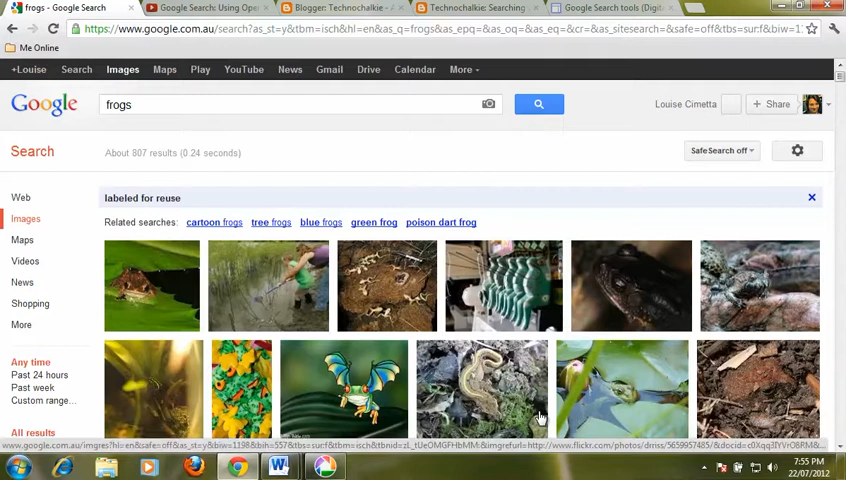 frogs - Google Search
Google Search: Using Ope
Blogger: Technochalkie - A
Technochalkie: Searching
Google Search tools (Digita
https://www.google.com.au/search?as_st=y&tbm=isch&hl=en&as_q=frogs&as_epq=&as_oq=&as_eq=&cr=&as_sitesearch=&safe=off&tbs=sur:f&biw=1
Me Online
+Louise Search Images Maps Play YouTube News Gmail Drive Calendar More
Google
frogs
Louise Cimetta
+ Share
Search
About 807 results (0.24 seconds)
SafeSearch off
Web
labeled for reuse
Images
Related searches: cartoon frogs tree frogs blue frogs green frog poison dart frog
Maps
Videos
News
Shopping
More
Any time
Past 24 hours
Past week
Custom range...
All results
7:55 PM
22/07/2012